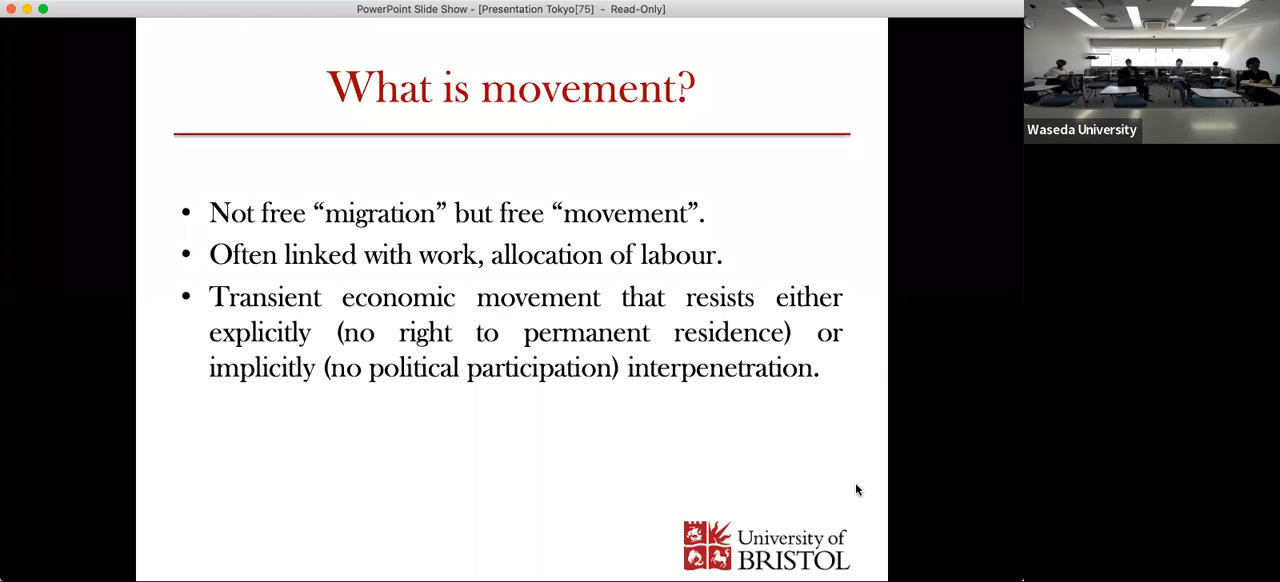 PowerPoint Slide Show - [Presentation Tokyo[75] - Read-Only]
What is movement?
• Not free “migration” but free “movement”.
• Often linked with work, allocation of labour.
• Transient economic movement that resists either
explicitly (no right to permanent residence) or
implicitly (no political participation) interpenetration.
University of
BRISTOL
Waseda University